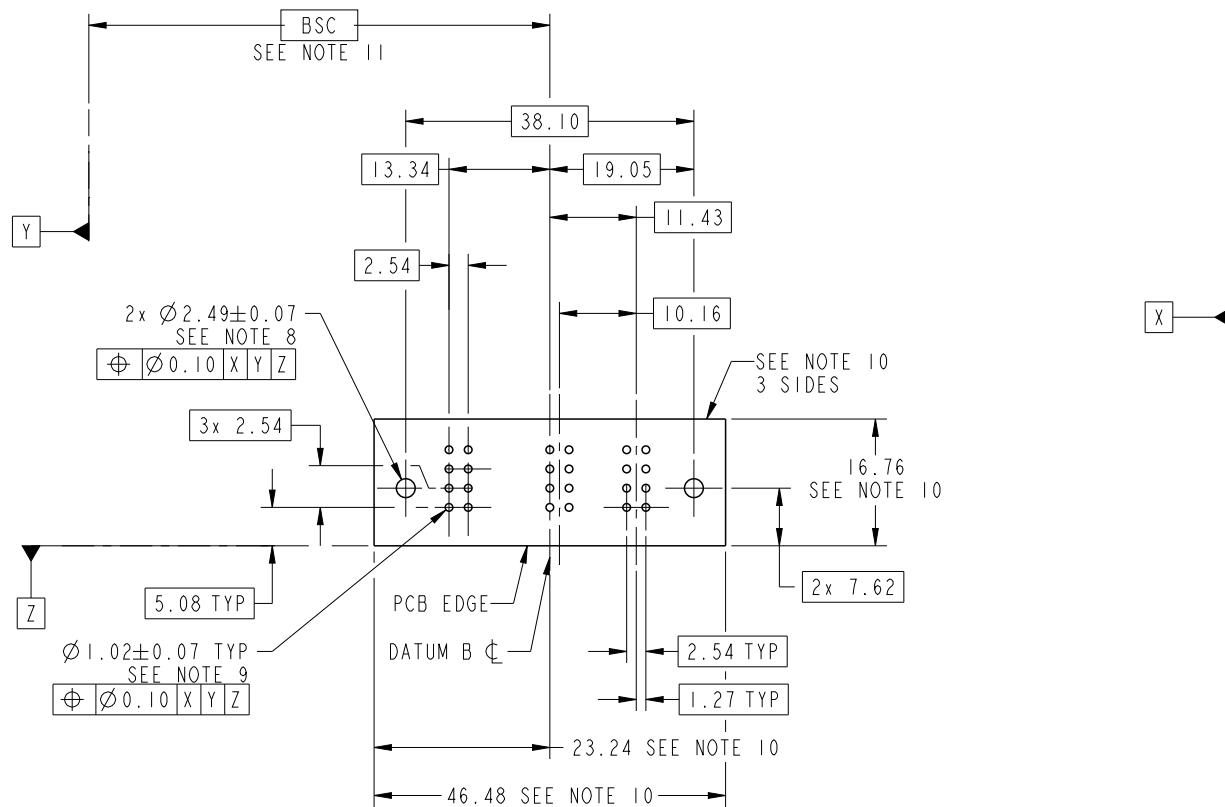 BSC
SEE NOTE 11
38.10
13.34
19.05
Y
11.43
2.54
10.16
X
2x Ø2.49±0.07
SEE NOTE 8
⌖ Ø0.10 X Y Z
SEE NOTE 10
3 SIDES
3x 2.54
16.76
SEE NOTE 10
Z
5.08 TYP
PCB EDGE
2x 7.62
Ø1.02±0.07 TYP
SEE NOTE 9
⌖ Ø0.10 X Y Z
DATUM B ℄
2.54 TYP
1.27 TYP
23.24 SEE NOTE 10
46.48 SEE NOTE 10